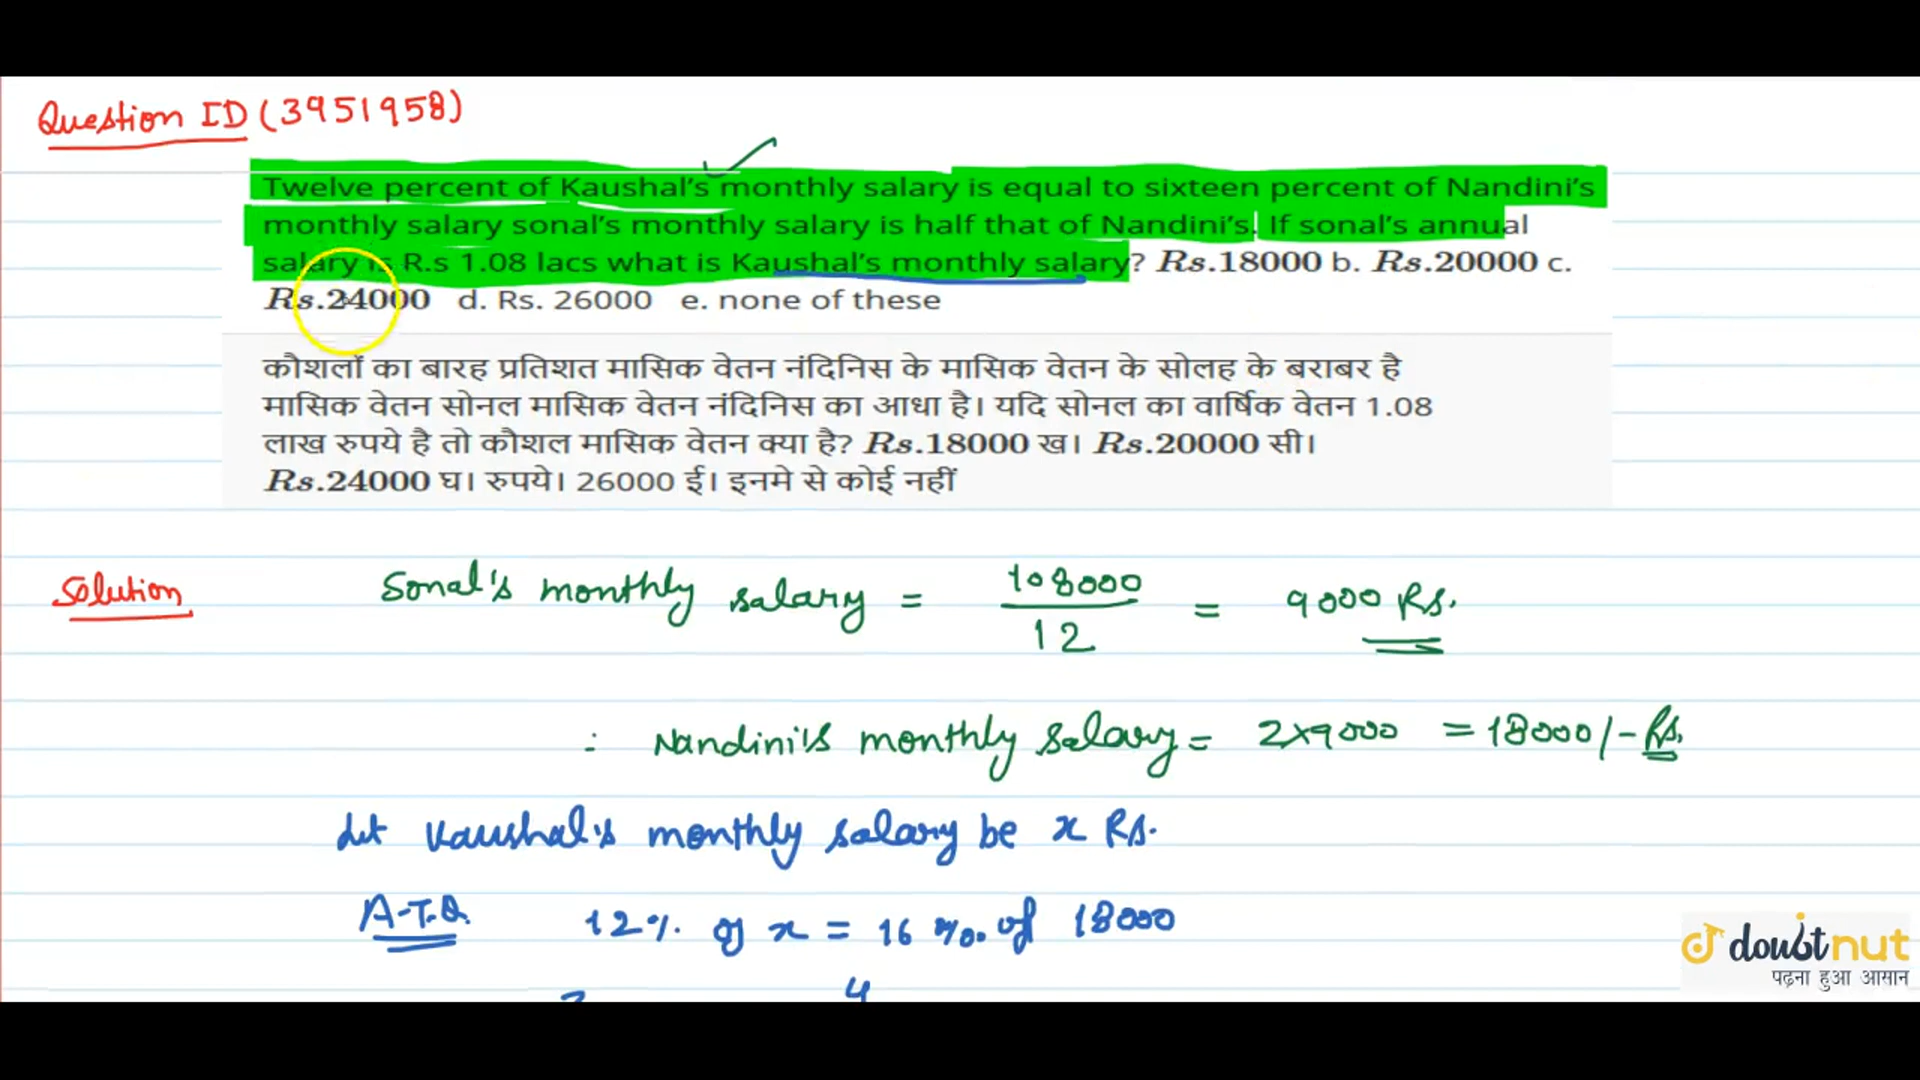 Question ID (3951958)
Twelve percent of Kaushal's monthly salary is equal to sixteen percent of Nandini's
monthly salary sonal's monthly salary is half that of Nandini's. If sonal's annual
salary is R.s 1.08 lacs what is Kaushal's monthly salary? Rs.18000 b. Rs.20000 c.
Rs.24000 d. Rs. 26000 e. none of these
कौशलों का बारह प्रतिशत मासिक वेतन नंदिनिस के मासिक वेतन के सोलह के बराबर है
मासिक वेतन सोनल मासिक वेतन नंदिनिस का आधा है। यदि सोनल का वार्षिक वेतन 1.08
लाख रुपये है तो कौशल मासिक वेतन क्या है? Rs.18000 ख। Rs.20000 सी।
Rs.24000 घ। रुपये। 26000 ई। इनमे से कोई नहीं
Solution
Sonal's monthly salary = 108000 / 12 = 9000 Rs.
: Nandini's monthly salary = 2x9000 = 18000/- Rs.
Let Kaushal's monthly salary be x Rs.
A.T.Q. 12% of x = 16 %. of 18000
4
doubtnut
पढ़ना हुआ आसान